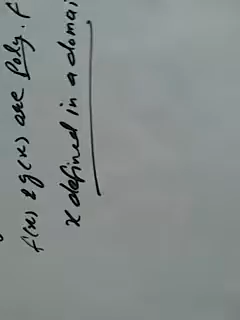 f(x) & g(x) are Poly. f
x defined in a domai